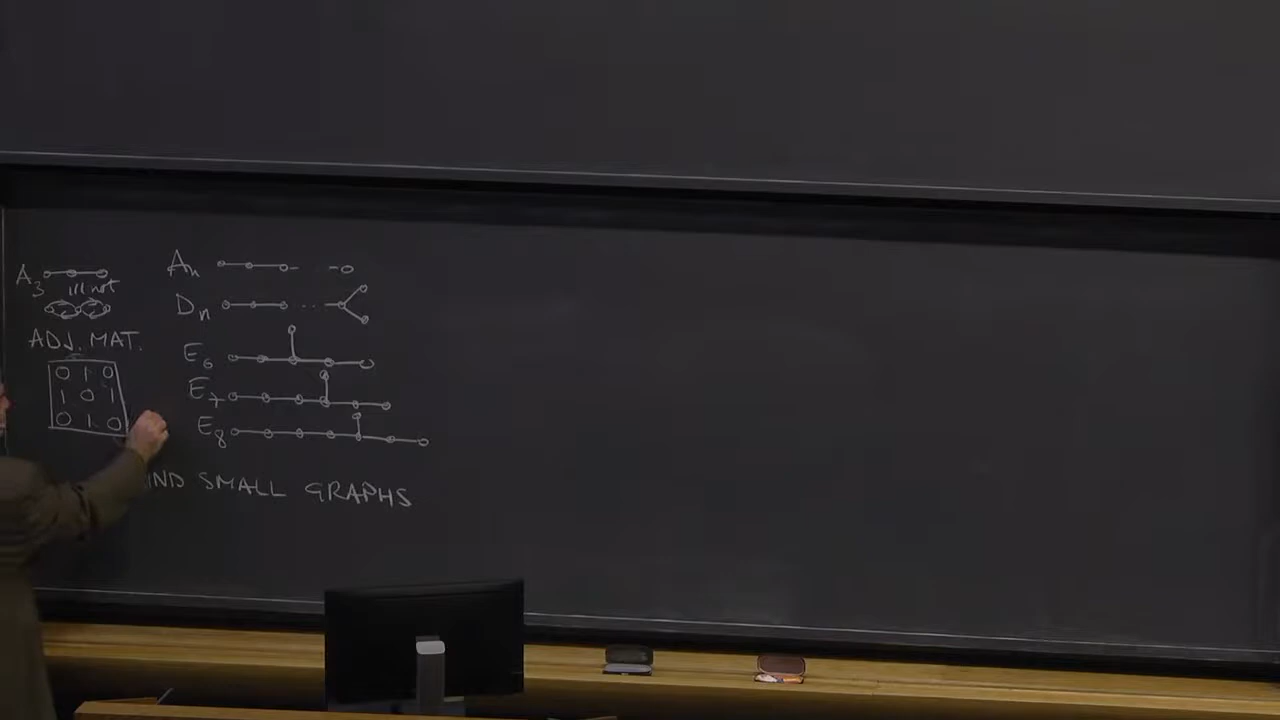 A₃
ADJ. MAT.
0 1 0
1 0 1
0 1 0
Aₙ
Dₙ
E₆
E₇
E₈
SMALL GRAPHS